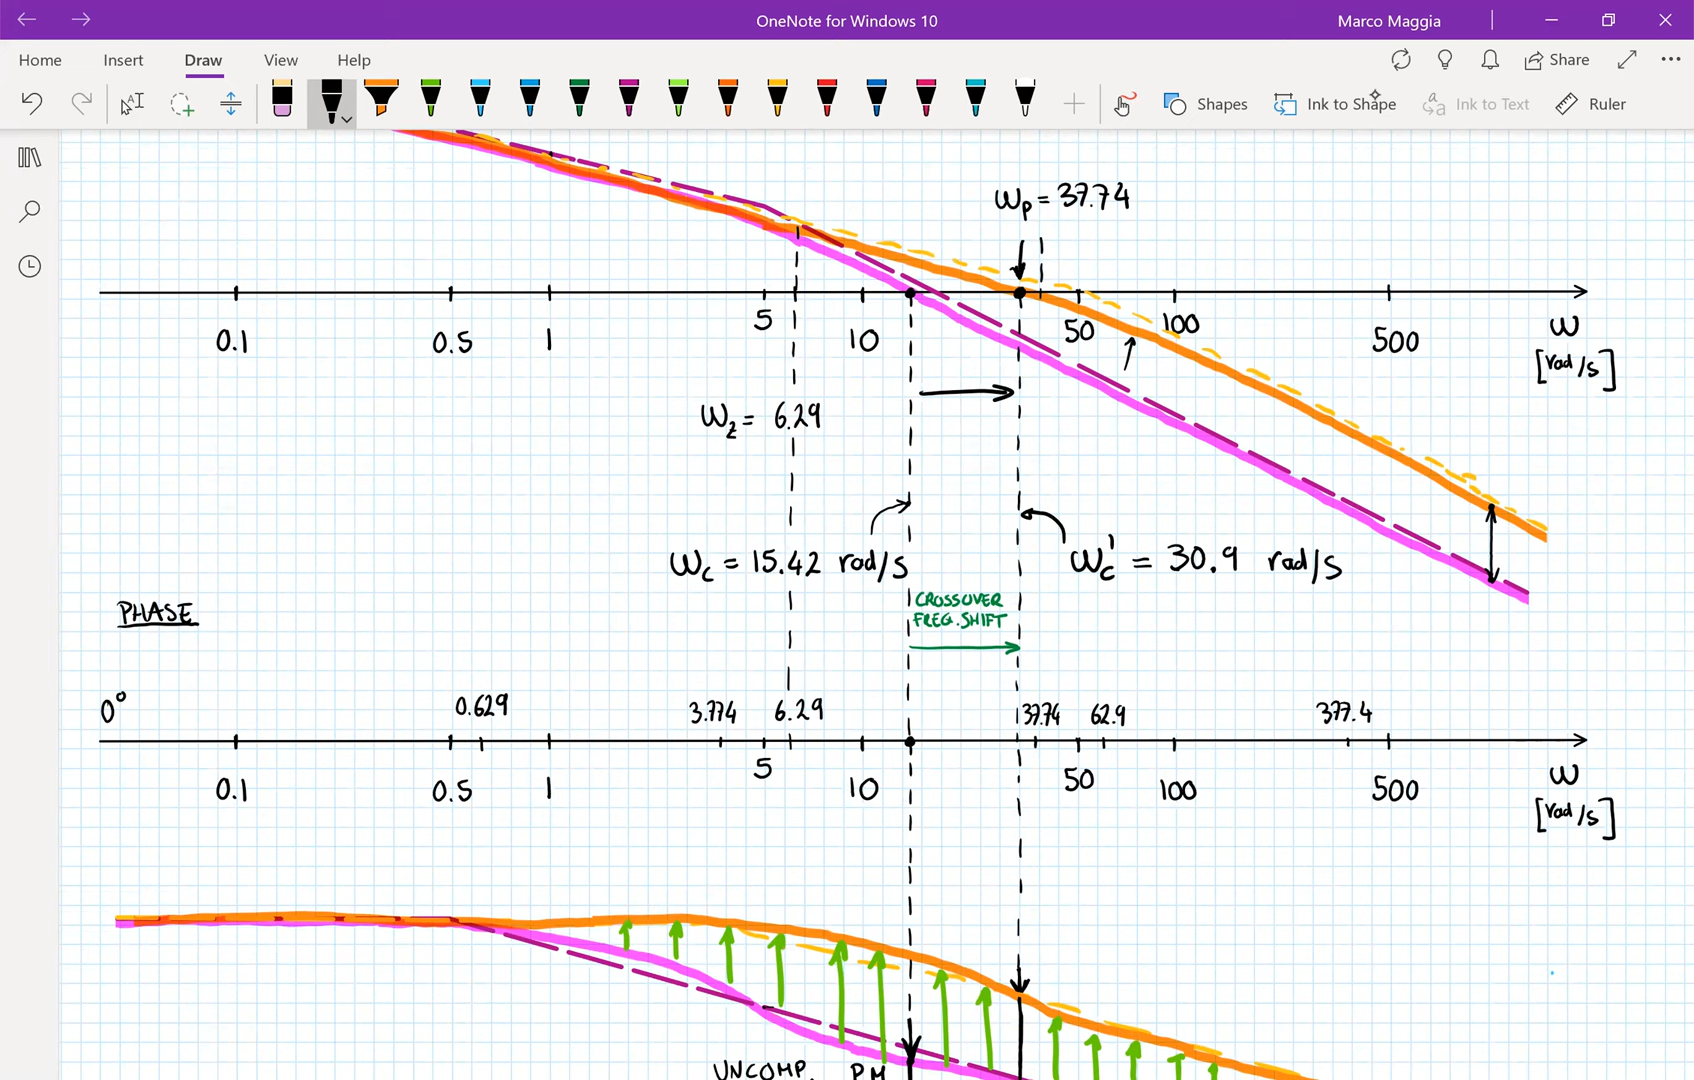 OneNote for Windows 10
Marco Maggia
Home Insert Draw View Help
Share
Shapes
Ink to Shape
Ink to Text
Ruler
ωp = 37.74
0.1 0.5 1 5 10 50 100 500 ω
[rad/s]
ωz = 6.29
ωc = 15.42 rad/s
ωc' = 30.9 rad/s
CROSSOVER
FREQ. SHIFT
PHASE
0° 0.629 3.774 6.29 37.74 62.9 377.4
0.1 0.5 1 5 10 50 100 500 ω
[rad/s]
UNCOMP. PM